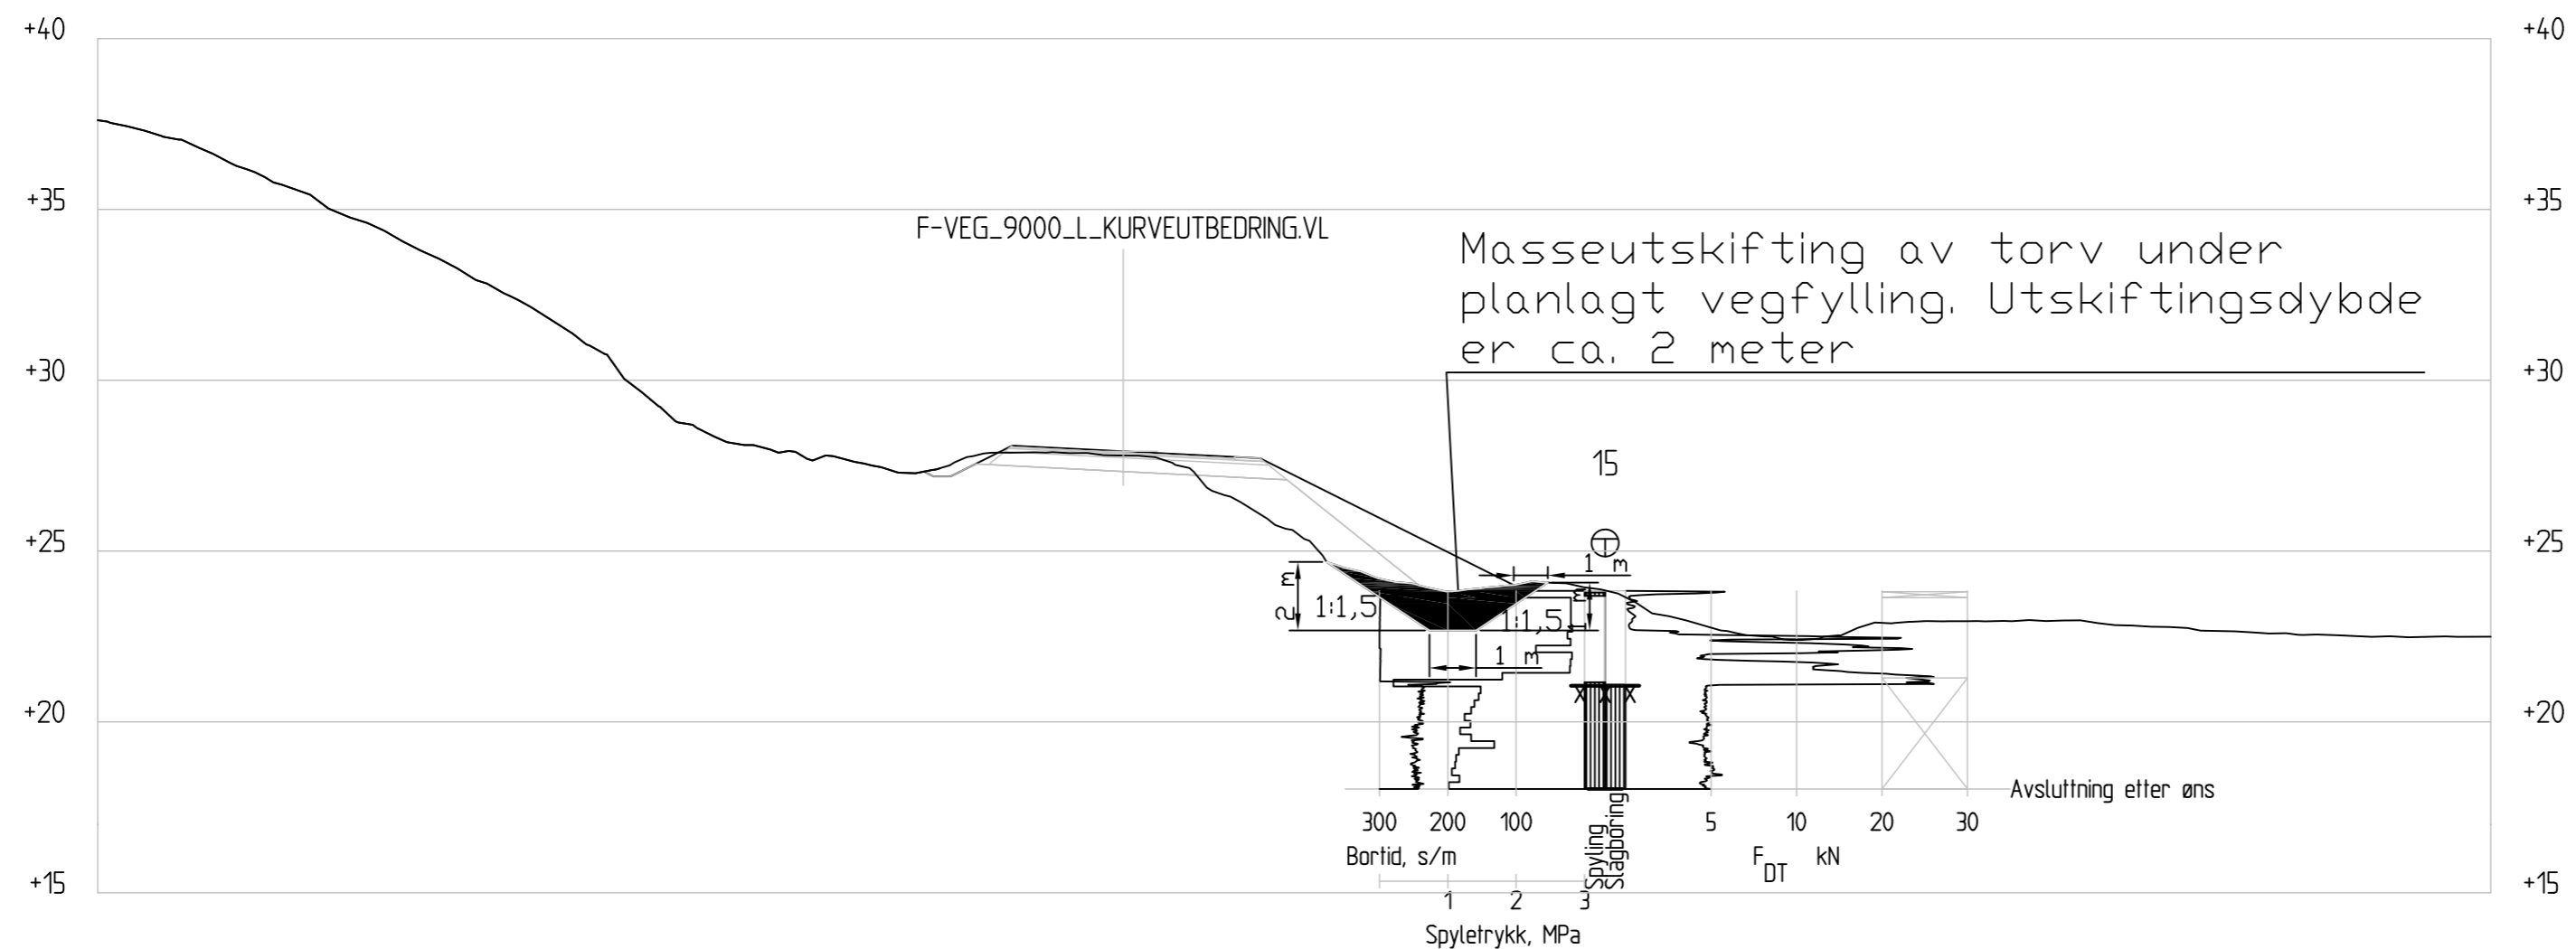 +40
+40
+35
+35
F-VEG_9000_L_KURVEUTBEDRING.VL
Masseutskifting av torv under
planlagt vegfylling. Utskiftingsdybde
er ca. 2 meter
+30
+30
15
+25
+25
1 m
2 m
1:1,5
1:1,5
1 m
+20
+20
Avsluttning etter øns
300 200 100
5 10 20 30
Spyling
Slagboring
Bortid, s/m
F DT kN
+15
+15
1 2 3
Spyletrykk, MPa